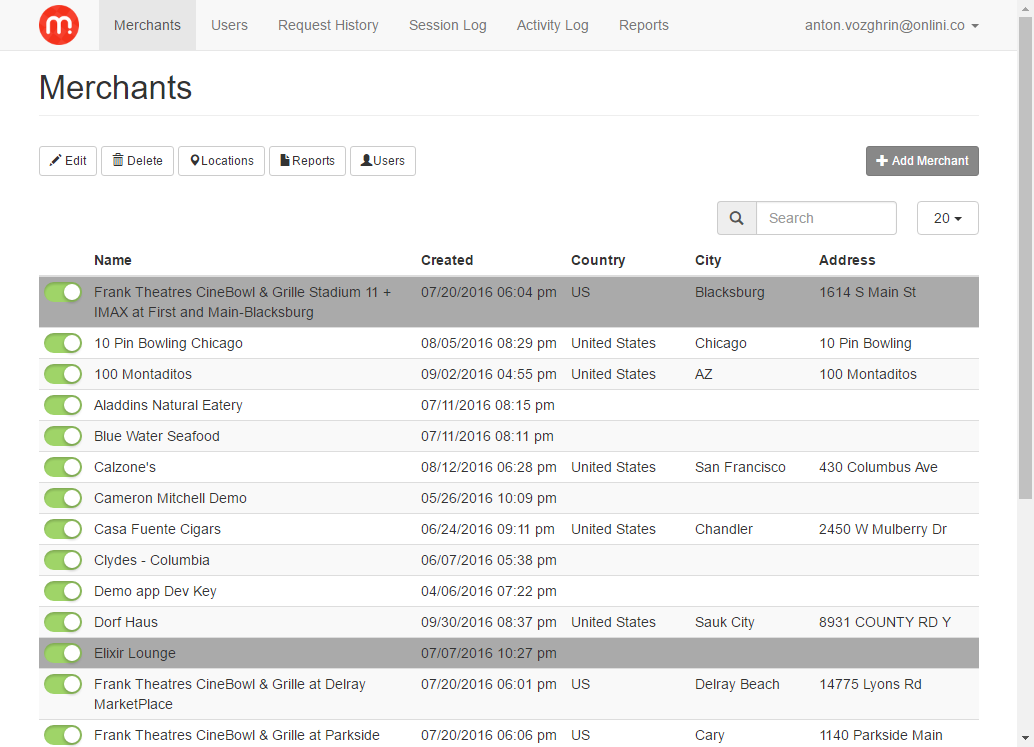 m.
Merchants Users Request History Session Log Activity Log Reports anton.vozghrin@onlini.co
Merchants
Edit Delete Locations Reports Users Add Merchant
Search 20
Name Created Country City Address
Frank Theatres CineBowl & Grille Stadium 11 + 07/20/2016 06:04 pm US Blacksburg 1614 S Main St
IMAX at First and Main-Blacksburg
10 Pin Bowling Chicago 08/05/2016 08:29 pm United States Chicago 10 Pin Bowling
100 Montaditos 09/02/2016 04:55 pm United States AZ 100 Montaditos
Aladdins Natural Eatery 07/11/2016 08:15 pm
Blue Water Seafood 07/11/2016 08:11 pm
Calzone's 08/12/2016 06:28 pm United States San Francisco 430 Columbus Ave
Cameron Mitchell Demo 05/26/2016 10:09 pm
Casa Fuente Cigars 06/24/2016 09:11 pm United States Chandler 2450 W Mulberry Dr
Clydes - Columbia 06/07/2016 05:38 pm
Demo app Dev Key 04/06/2016 07:22 pm
Dorf Haus 09/30/2016 08:37 pm United States Sauk City 8931 COUNTY RD Y
Elixir Lounge 07/07/2016 10:27 pm
Frank Theatres CineBowl & Grille at Delray 07/20/2016 06:01 pm US Delray Beach 14775 Lyons Rd
MarketPlace
Frank Theatres CineBowl & Grille at Parkside 07/20/2016 06:06 pm US Cary 1140 Parkside Main